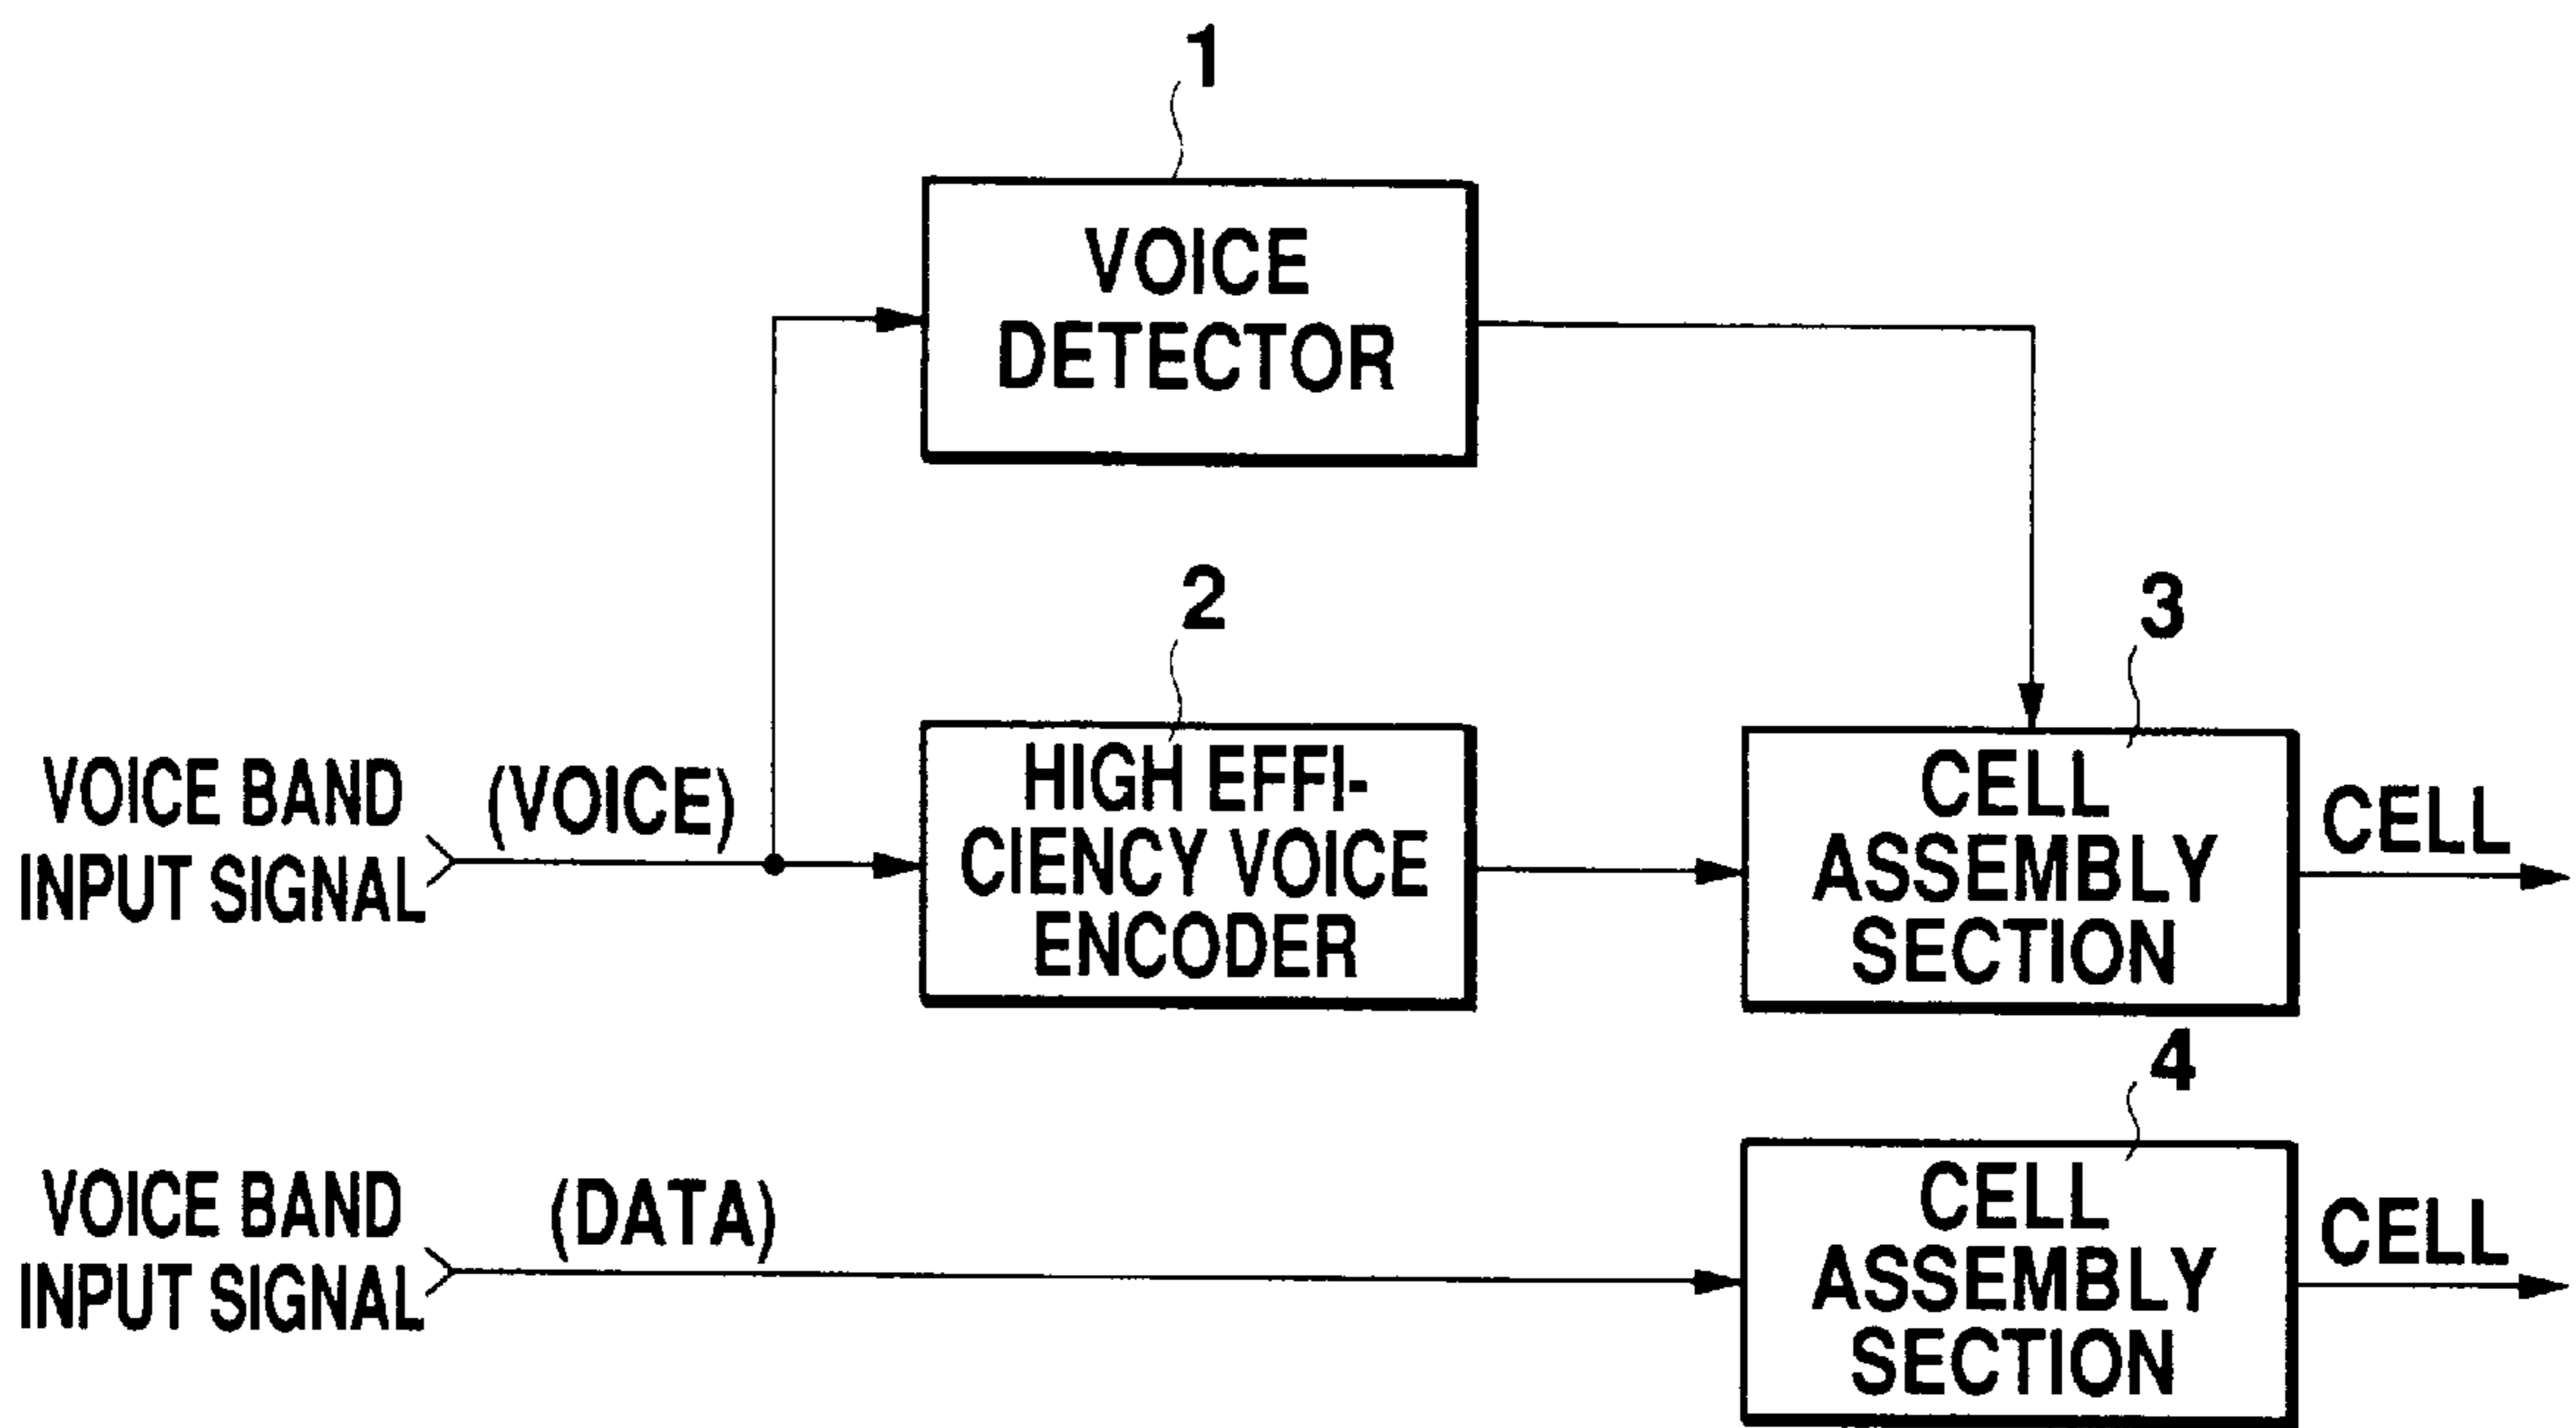 1
VOICE
DETECTOR
2
3
VOICE BAND
INPUT SIGNAL
(VOICE)
HIGH EFFI-
CIENCY VOICE
ENCODER
CELL
ASSEMBLY
SECTION
CELL
4
VOICE BAND
INPUT SIGNAL
(DATA)
CELL
ASSEMBLY
SECTION
CELL